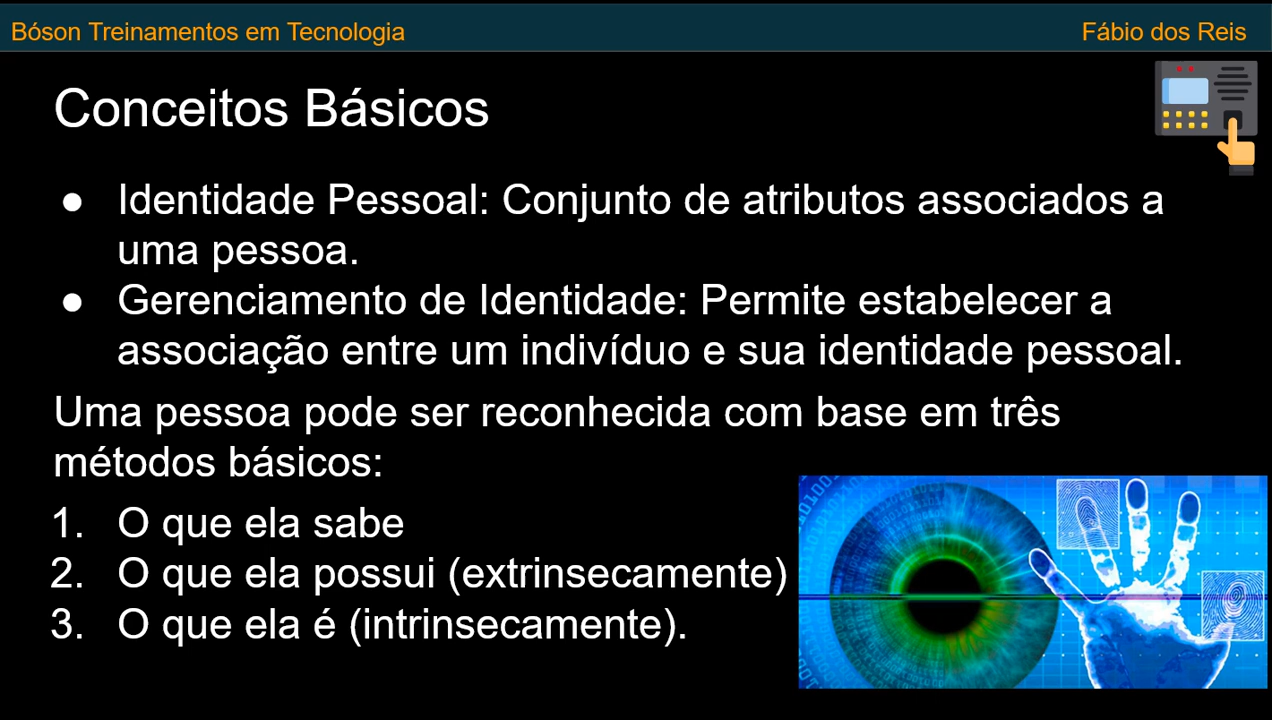 Bóson Treinamentos em Tecnologia
Fábio dos Reis
Conceitos Básicos
● Identidade Pessoal: Conjunto de atributos associados a
uma pessoa.
● Gerenciamento de Identidade: Permite estabelecer a
associação entre um indivíduo e sua identidade pessoal.
Uma pessoa pode ser reconhecida com base em três
métodos básicos:
1. O que ela sabe
2. O que ela possui (extrinsecamente)
3. O que ela é (intrinsecamente).